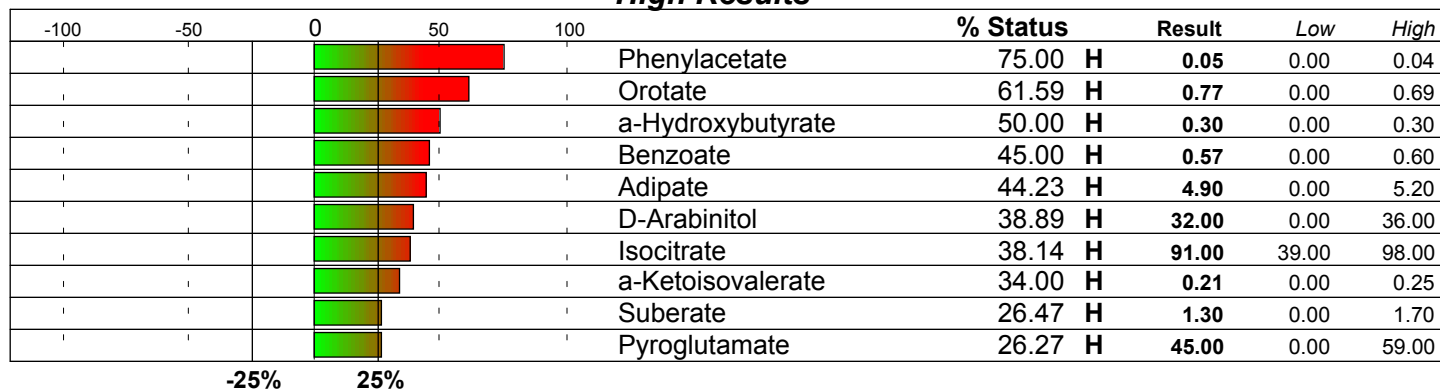 High Results
-100 -50 0 50 100 % Status Result Low High
Phenylacetate 75.00 H 0.05 0.00 0.04
Orotate 61.59 H 0.77 0.00 0.69
a-Hydroxybutyrate 50.00 H 0.30 0.00 0.30
Benzoate 45.00 H 0.57 0.00 0.60
Adipate 44.23 H 4.90 0.00 5.20
D-Arabinitol 38.89 H 32.00 0.00 36.00
Isocitrate 38.14 H 91.00 39.00 98.00
a-Ketoisovalerate 34.00 H 0.21 0.00 0.25
Suberate 26.47 H 1.30 0.00 1.70
Pyroglutamate 26.27 H 45.00 0.00 59.00
-25% 25%